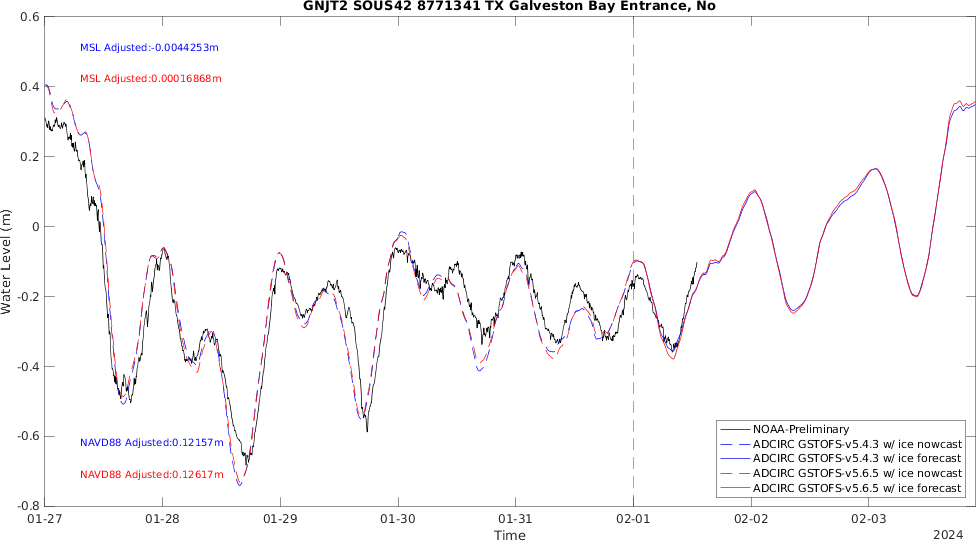 GNJT2 SOUS42 8771341 TX Galveston Bay Entrance, No
0.6
MSL Adjusted:-0.0044253m
MSL Adjusted:0.00016868m
0.4
0.2
0
Water Level (m)
-0.2
-0.4
-0.6
NAVD88 Adjusted:0.12157m
NAVD88 Adjusted:0.12617m
-0.8
NOAA-Preliminary
ADCIRC GSTOFS-v5.4.3 w/ ice nowcast
ADCIRC GSTOFS-v5.4.3 w/ ice forecast
ADCIRC GSTOFS-v5.6.5 w/ ice nowcast
ADCIRC GSTOFS-v5.6.5 w/ ice forecast
01-27 01-28 01-29 01-30 01-31 02-01 02-02 02-03
Time
2024